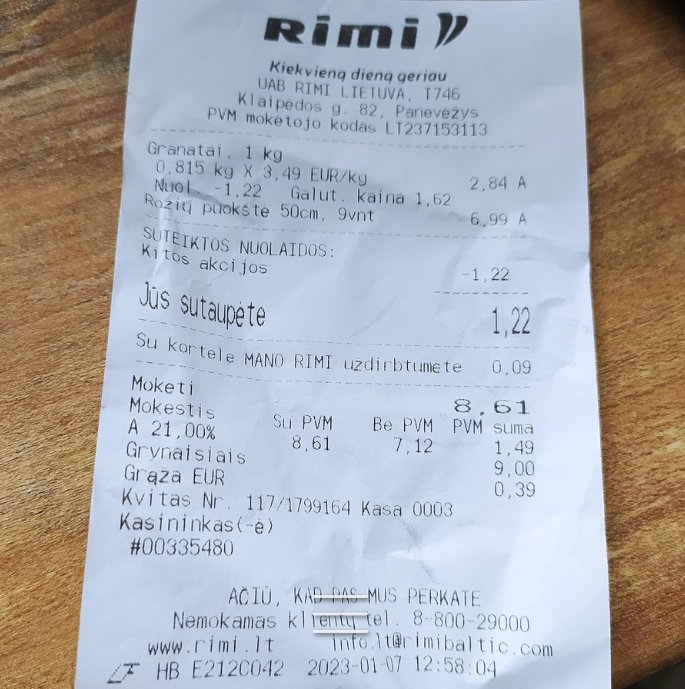 Rimi
Kiekvieną dieną geriau
UAB RIMI LIETUVA, T746
Klaipėdos g. 82, Panevėžys
PVM mokėtojo kodas LT237153113
Granatai, 1 kg
0,815 kg X 3,49 EUR/kg 2,84 A
Nuol. -1,22 Galut. kaina 1,62
Rožių puokštė 50cm, 9vnt 6,99 A
SUTEIKTOS NUOLAIDOS:
Kitos akcijos -1,22
Jūs sutaupėte 1,22
Su kortele MANO RIMI uždirbtumėte 0,09
Mokėti 8,61
Mokestis Su PVM Be PVM PVM suma
A 21,00% 8,61 7,12 1,49
Grynaisiais 9,00
Grąža EUR 0,39
Kvitas Nr. 117/1799164 Kasa 0003
Kasininkas(-ė)
#00335480
AČIŪ, KAD PAS MUS PERKATE
Nemokamas klientų tel. 8-800-29000
www.rimi.lt info.lt@rimibaltic.com
HB E212C042 2023-01-07 12:58:04